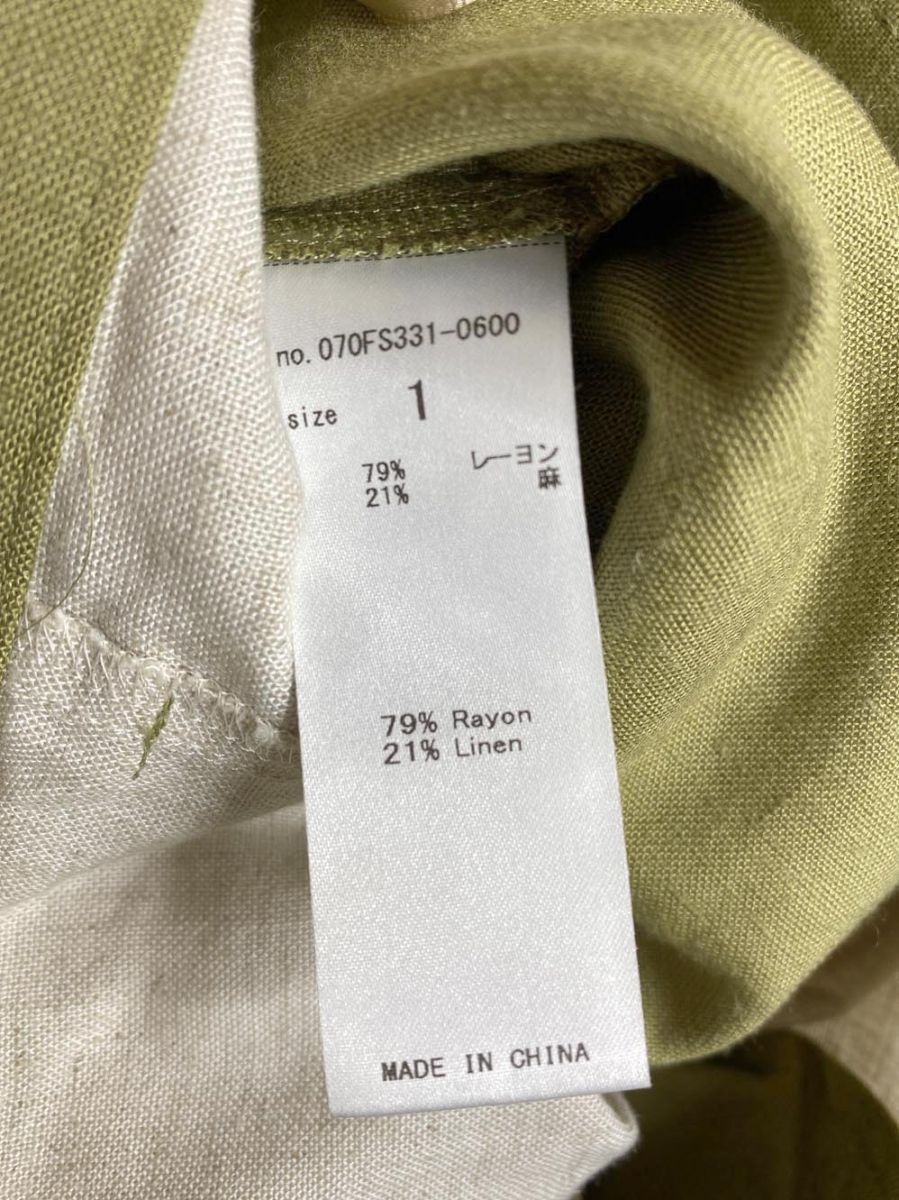 no. 070FS331-0600
size 1
79% レーヨン
21% 麻
79% Rayon
21% Linen
MADE IN CHINA